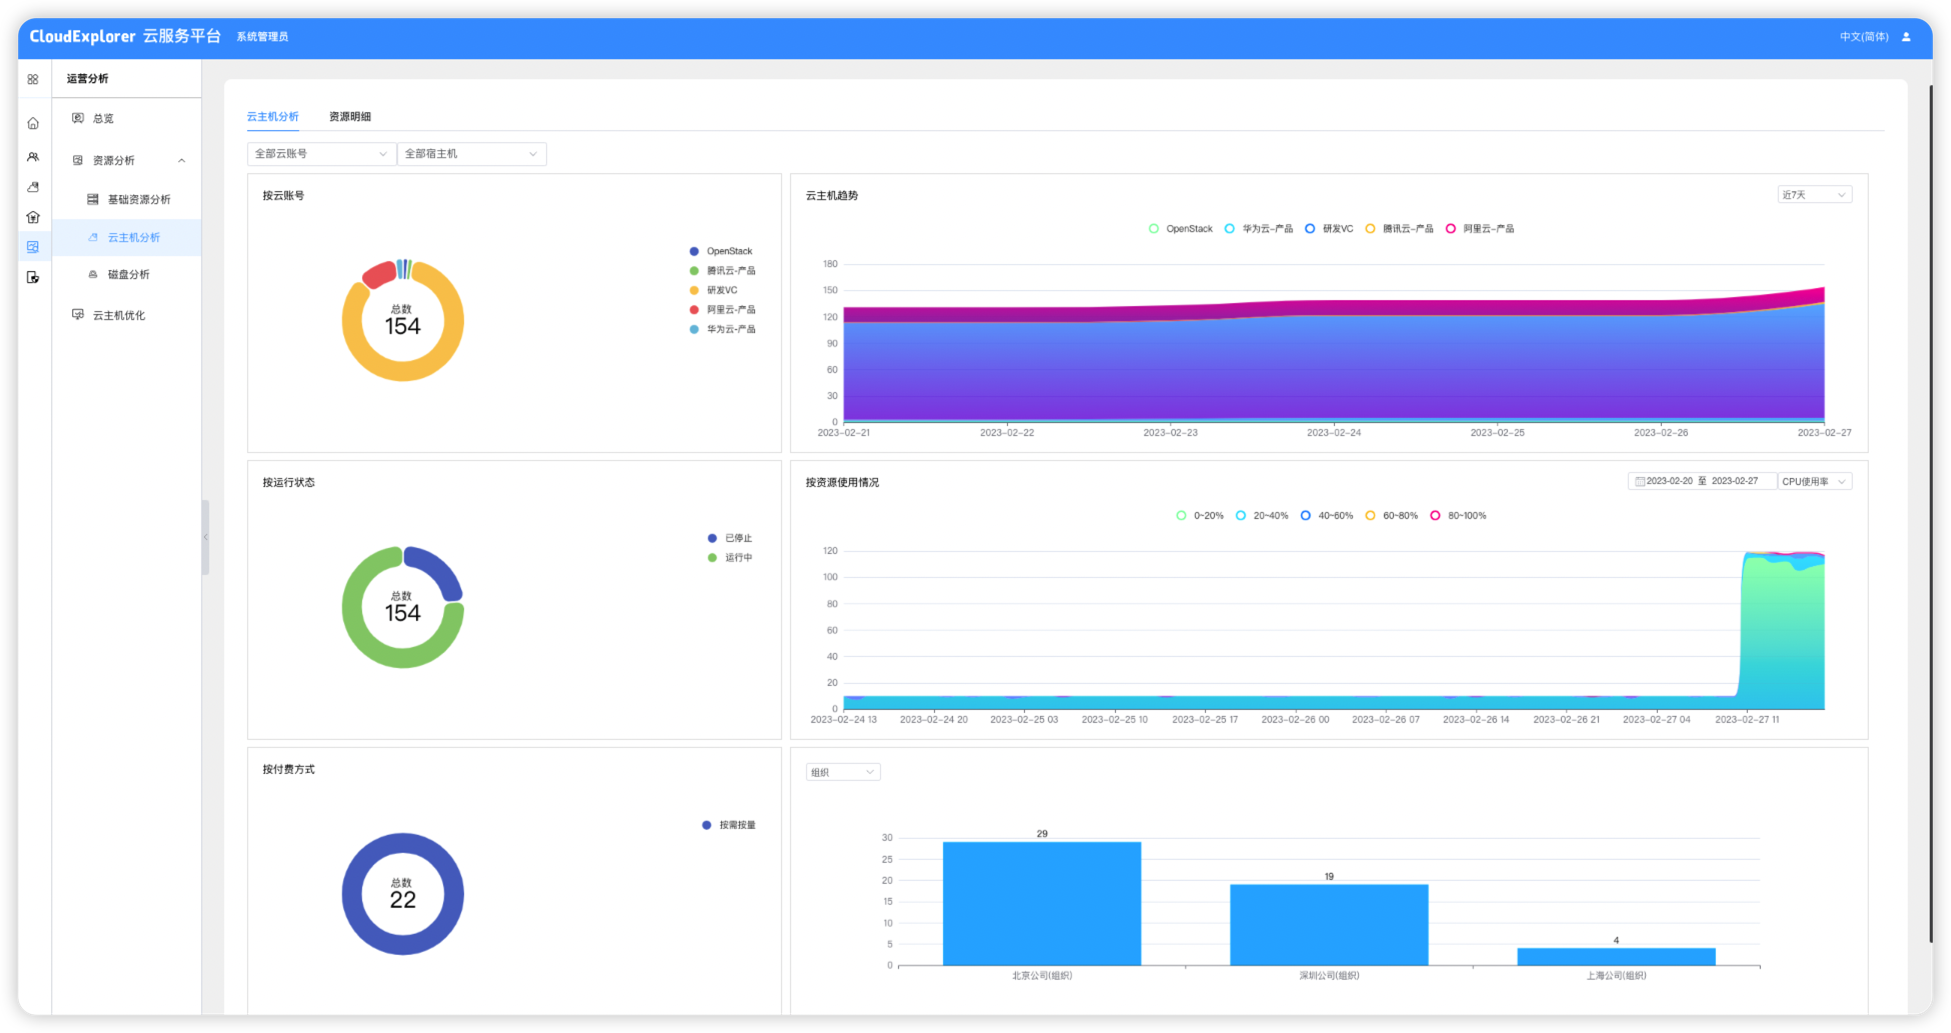 CloudExplorer 云服务平台 系统管理员 中文(简体)
运营分析
总览
资源分析
基础资源分析
云主机分析
磁盘分析
云主机优化
云主机分析 资源明细
全部云账号 全部宿主机
按云账号
OpenStack
腾讯云-产品
研发VC
阿里云-产品
华为云-产品
总数
154
云主机趋势 近7天
OpenStack 华为云-产品 研发VC 腾讯云-产品 阿里云-产品
180
150
120
90
60
30
0
2023-02-21 2023-02-22 2023-02-23 2023-02-24 2023-02-25 2023-02-26 2023-02-27
按运行状态
已停止
运行中
总数
154
按资源使用情况 2023-02-20 至 2023-02-27 CPU使用率
0~20% 20~40% 40~60% 60~80% 80~100%
120
100
80
60
40
20
0
2023-02-24 13 2023-02-24 20 2023-02-25 03 2023-02-25 10 2023-02-25 17 2023-02-26 00 2023-02-26 07 2023-02-26 14 2023-02-26 21 2023-02-27 04 2023-02-27 11
按付费方式
按需按量
总数
22
组织
30
25
20
15
10
5
0
29
19
4
北京公司(组织) 深圳公司(组织) 上海公司(组织)